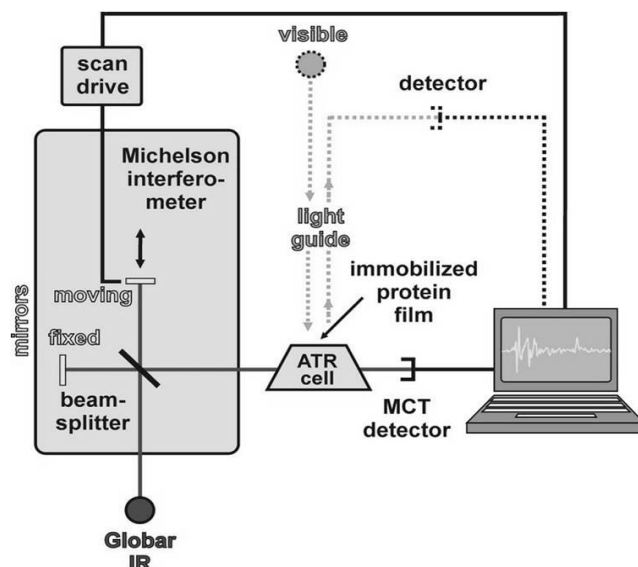 visible
scan
drive
detector
Michelson
interfero-
meter
light
guide
immobilized
protein
film
moving
mirrors
fixed
ATR
cell
beam-
splitter
MCT
detector
Globar
IR